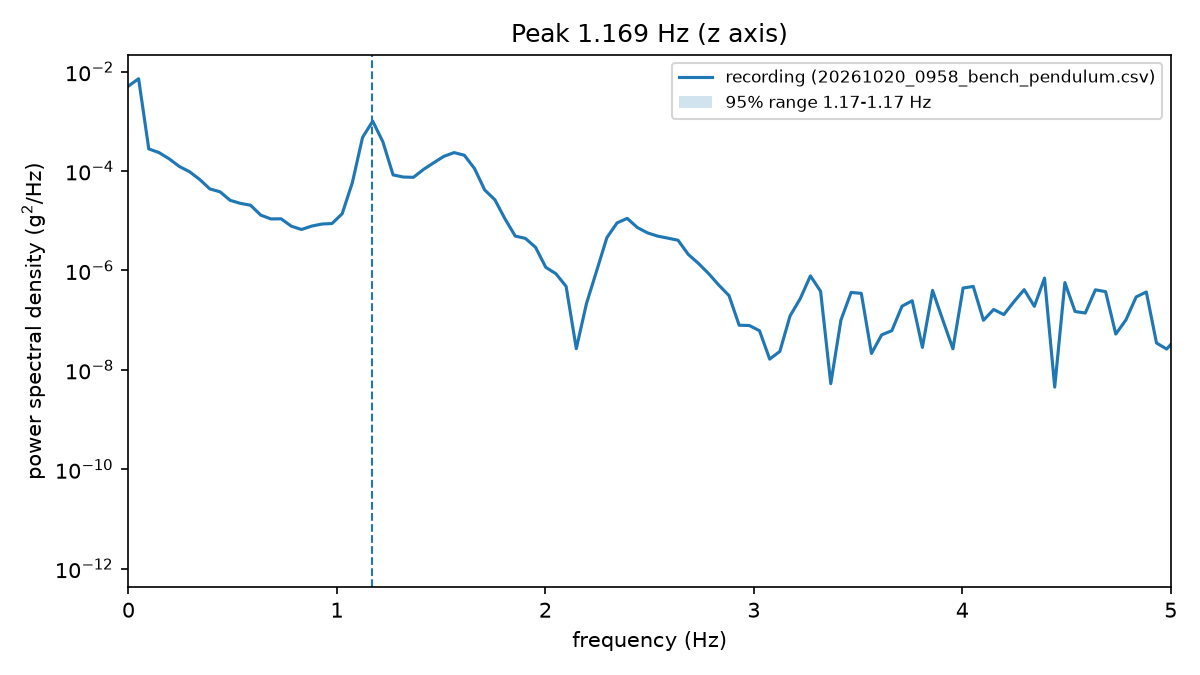 Peak 1.169 Hz (z axis)
recording (20261020_0958_bench_pendulum.csv)
95% range 1.17-1.17 Hz
power spectral density (g²/Hz)
10⁻²
10⁻⁴
10⁻⁶
10⁻⁸
10⁻¹⁰
10⁻¹²
0 1 2 3 4 5
frequency (Hz)